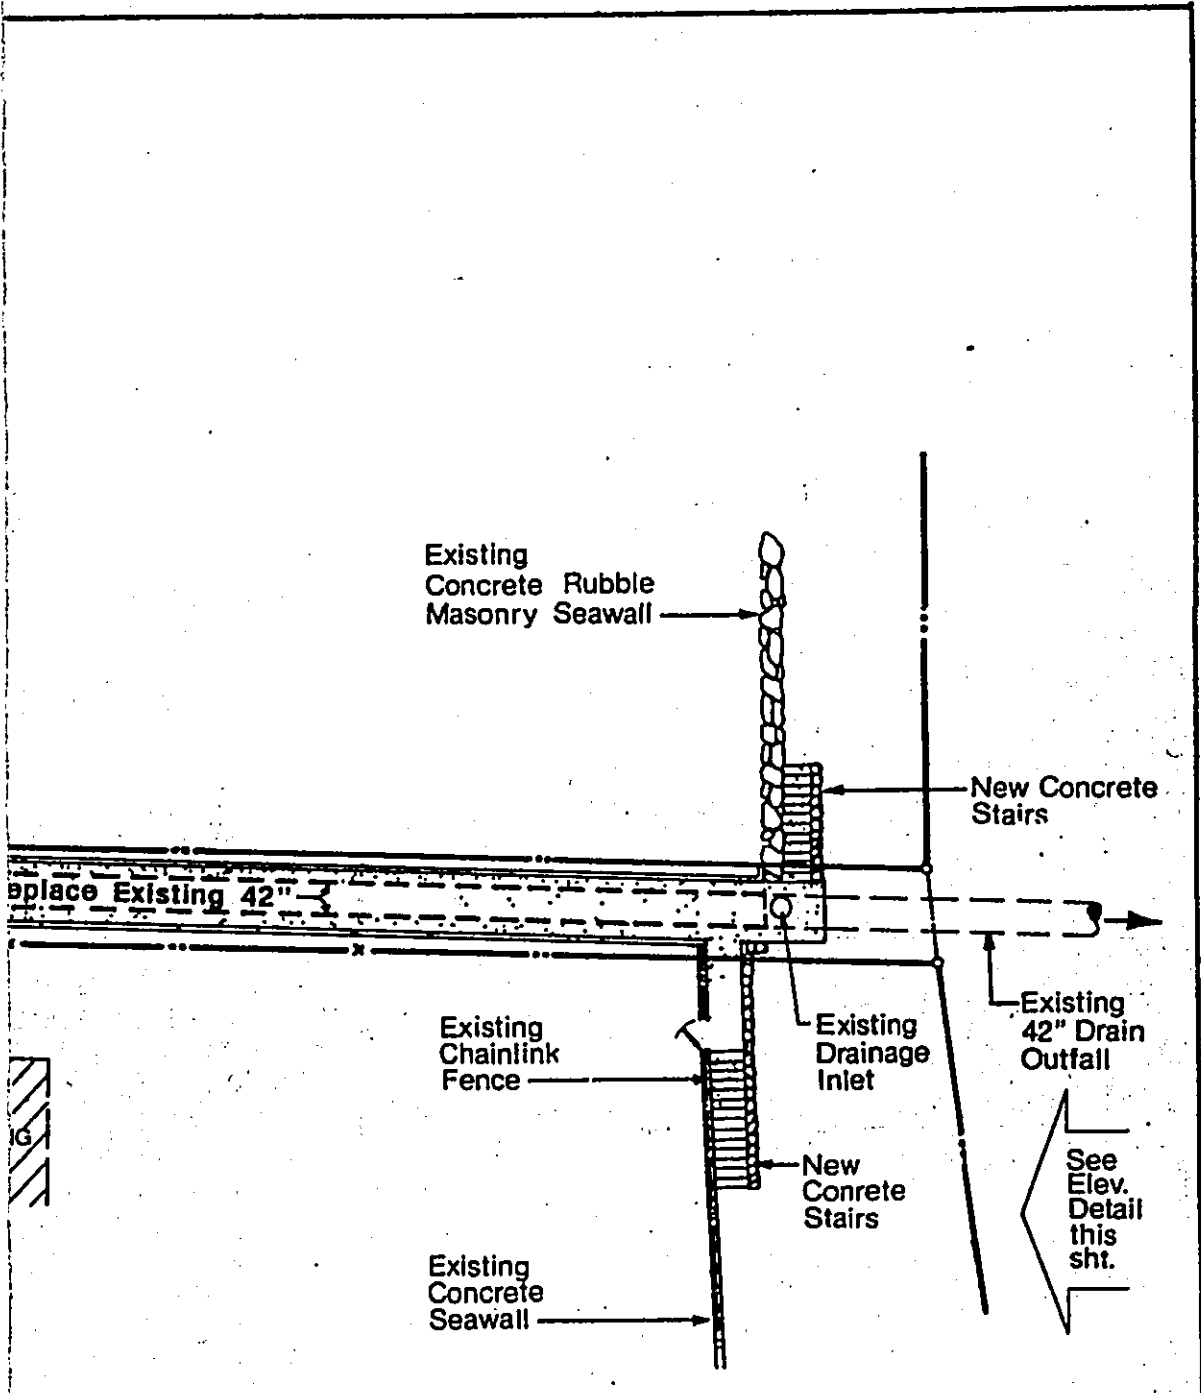 Existing
Concrete Rubble
Masonry Seawall
New Concrete
Stairs
eplace Existing 42"
x
Existing
42" Drain
Outfall
Existing
Drainage
Inlet
Existing
Chainlink
Fence
IG
New
Conrete
Stairs
See
Elev.
Detail
this
sht.
Existing
Concrete
Seawall